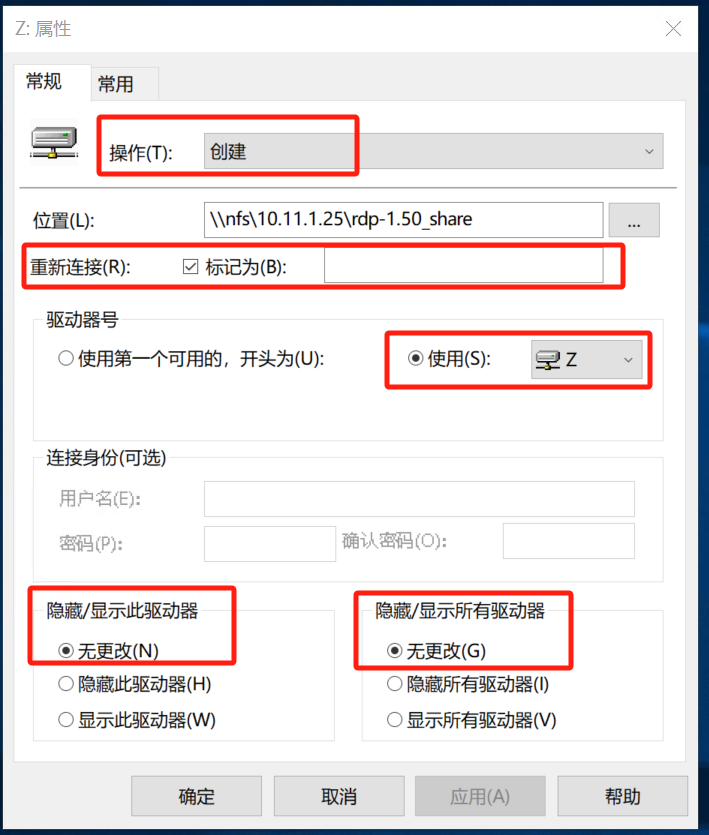 Z: 属性
常规 常用
操作(T): 创建
位置(L): \\nfs\10.11.1.25\rdp-1.50_share ...
重新连接(R): 标记为(B):
驱动器号
使用第一个可用的，开头为(U): 使用(S): Z
连接身份(可选)
用户名(E):
密码(P): 确认密码(O):
隐藏/显示此驱动器 隐藏/显示所有驱动器
无更改(N) 无更改(G)
隐藏此驱动器(H) 隐藏所有驱动器(I)
显示此驱动器(W) 显示所有驱动器(V)
确定 取消 应用(A) 帮助